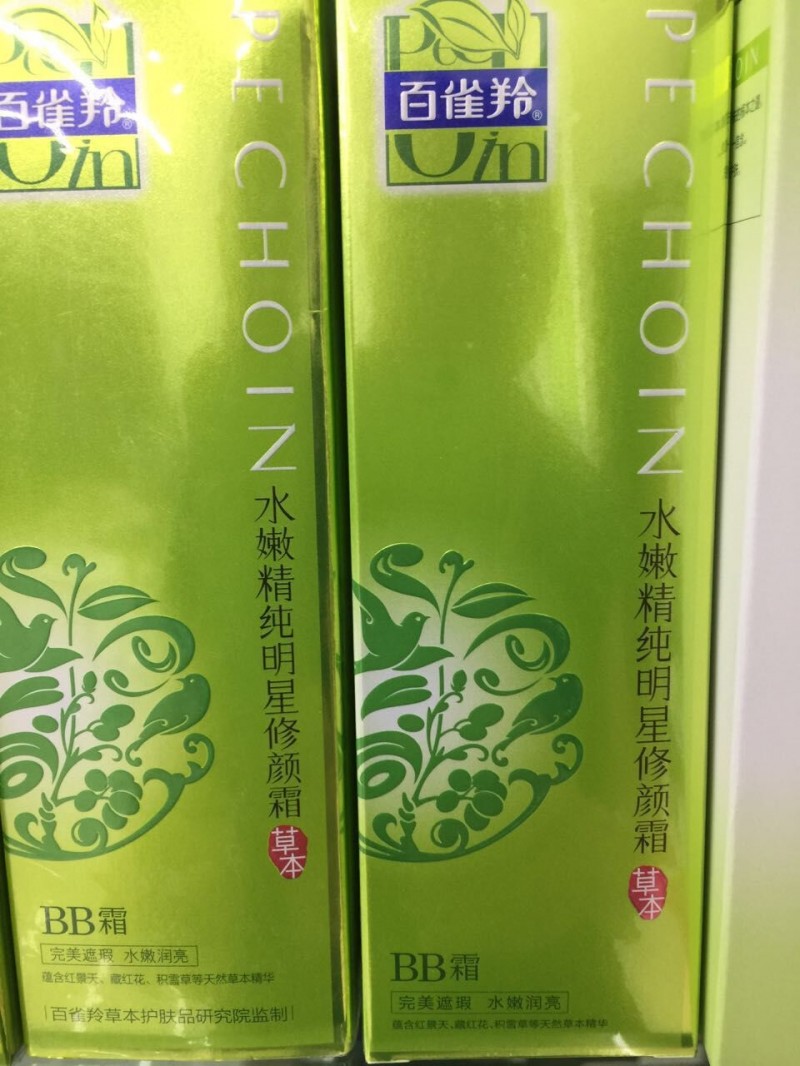 百雀羚®
PECHOIN
水嫩精纯明星修颜霜
草本
BB霜
完美遮瑕 水嫩润亮
蕴含红景天、藏红花、积雪草等天然草本精华
百雀羚草本护肤品研究院监制
Pech
百雀羚®
oin
PECHOIN
水嫩精纯明星修颜霜
草本
BB霜
完美遮瑕 水嫩润亮
蕴含红景天、藏红花、积雪草等天然草本精华